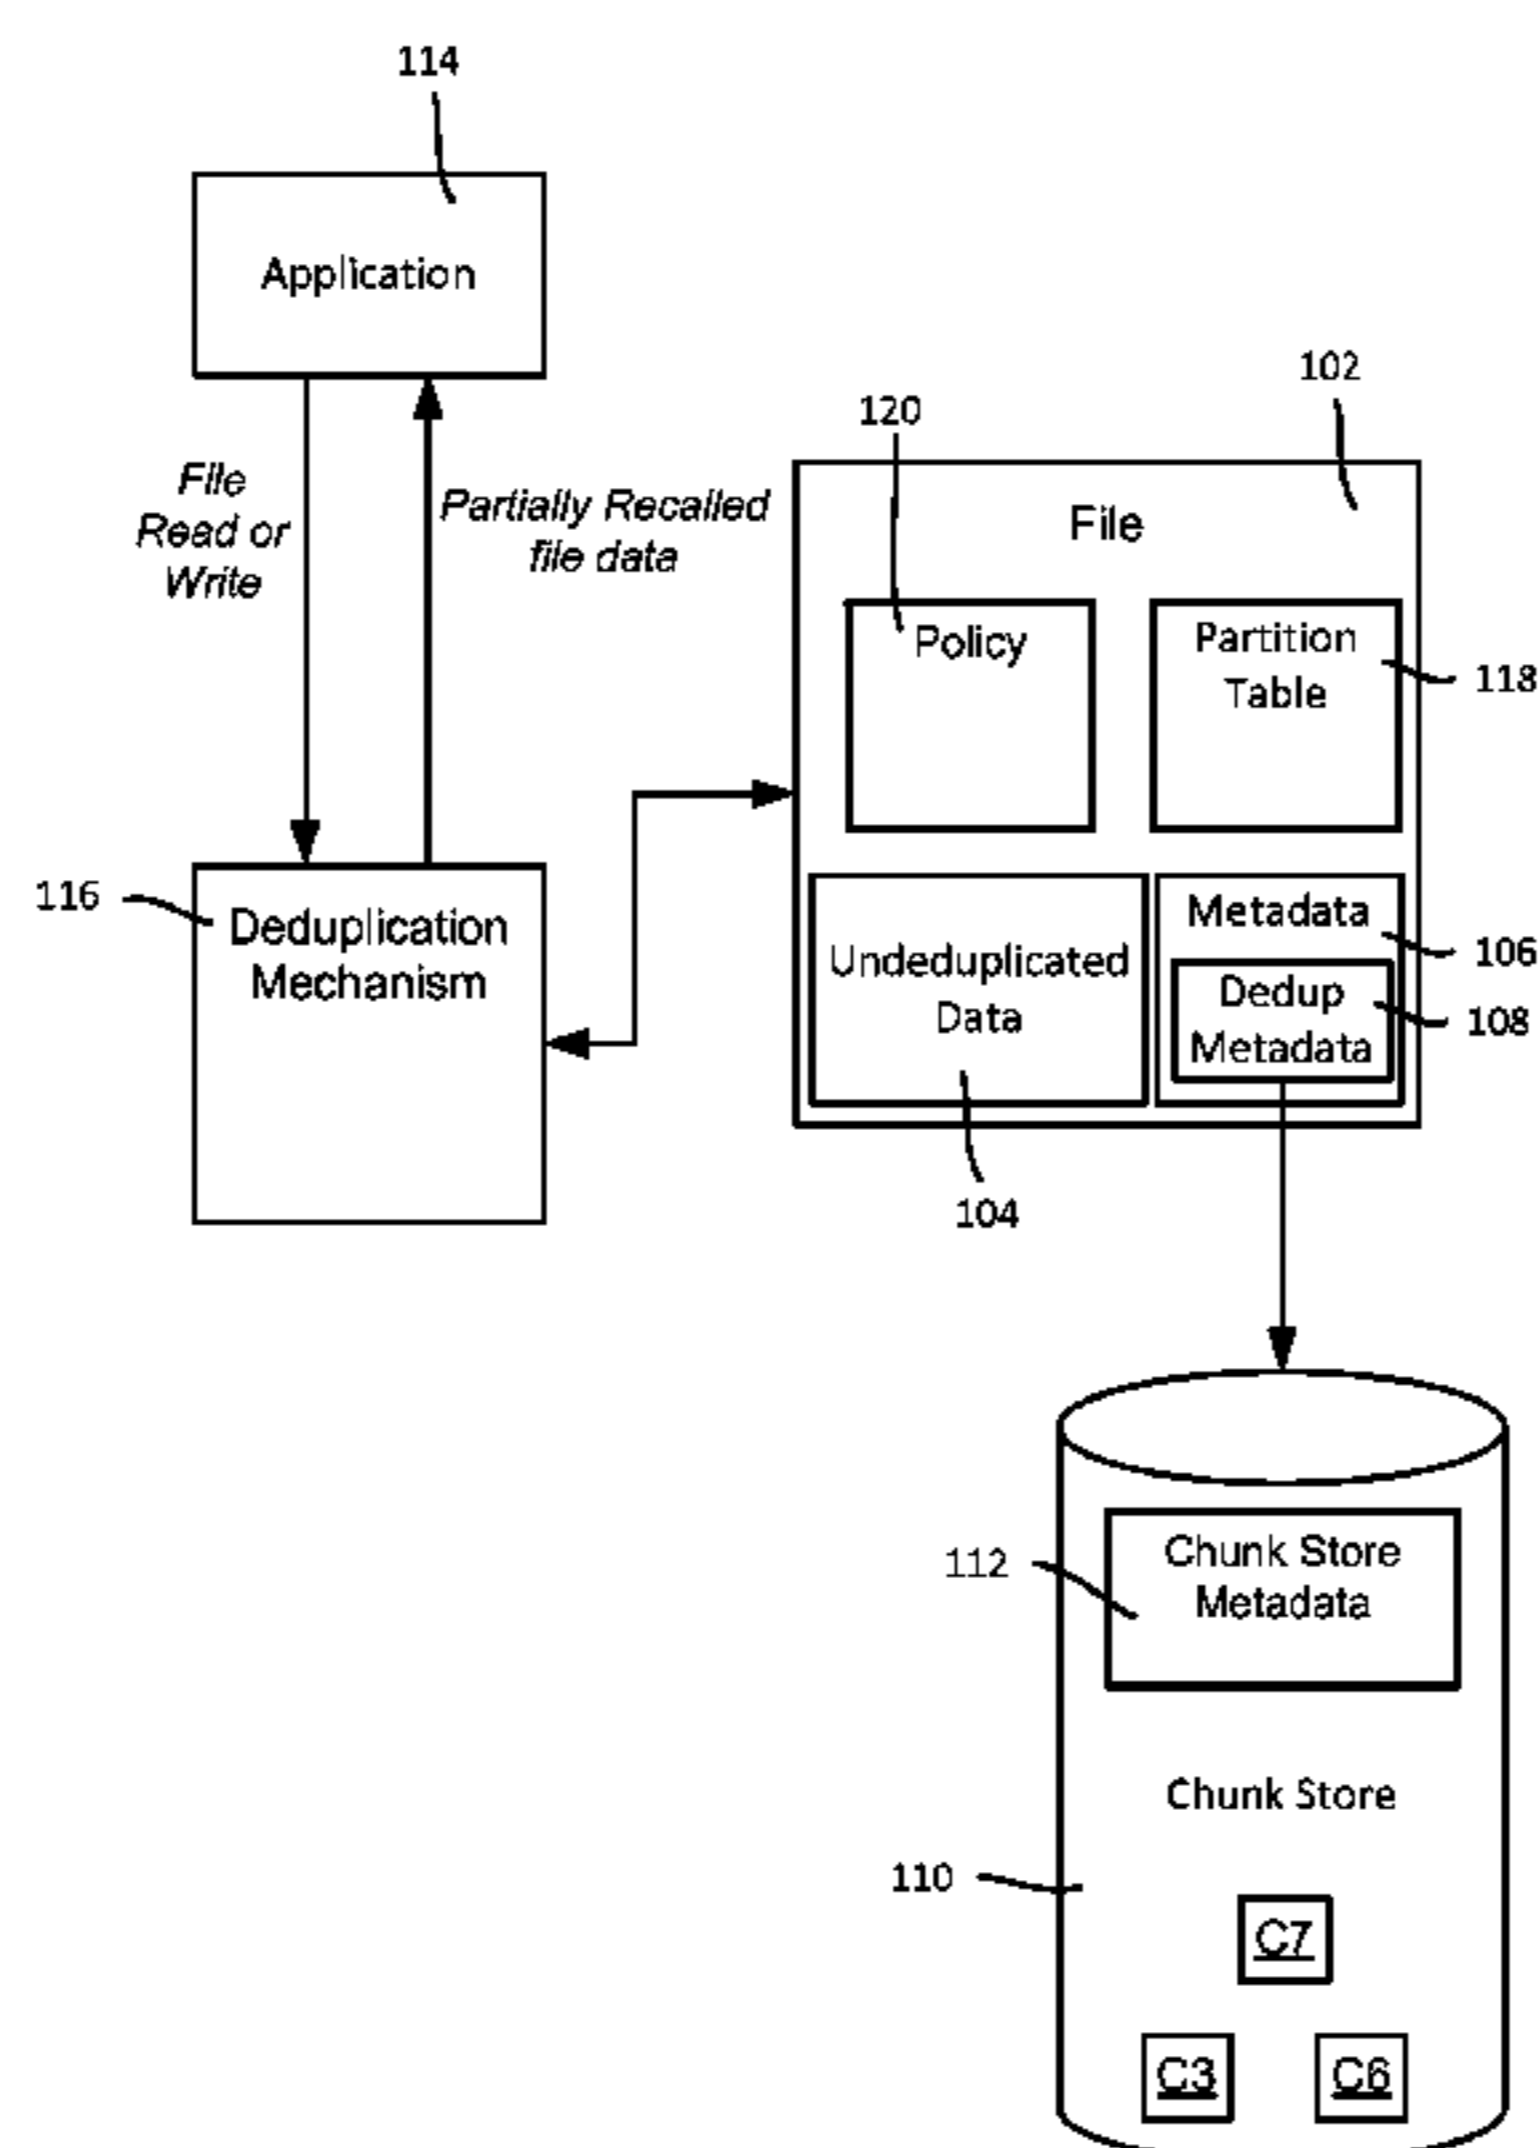 114
Application
File
Read or
Write
Partially Recalled
file data
102
120
File
Policy
Partition
Table
118
116
Deduplication
Mechanism
Undeduplicated
Data
Metadata
106
Dedup
Metadata
108
104
Chunk Store
Metadata
112
Chunk Store
110
C7
C3
C6